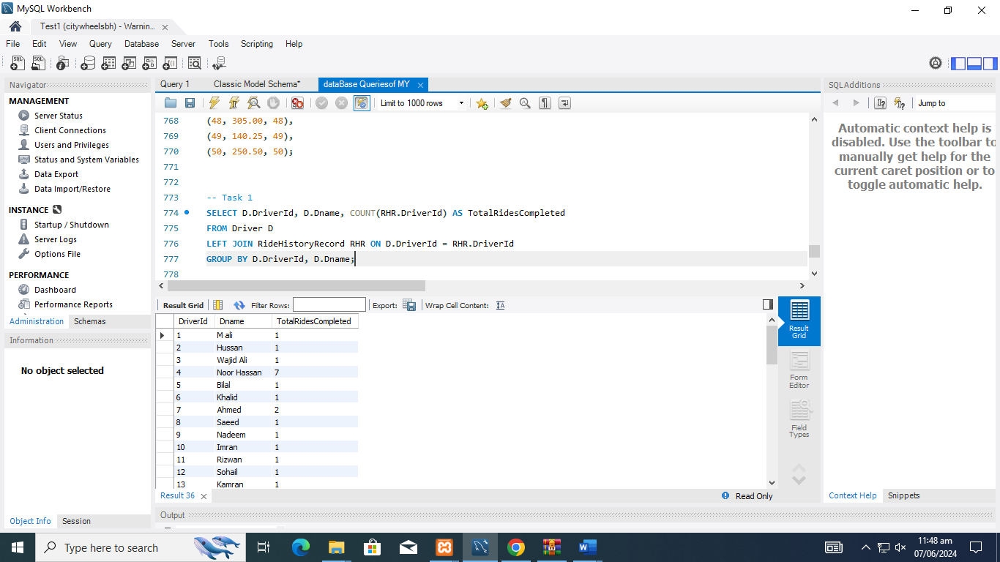 MySQL Workbench
Test1 (citywheelsbh) - Warnin...
File Edit View Query Database Server Tools Scripting Help
Navigator
MANAGEMENT
Server Status
Client Connections
Users and Privileges
Status and System Variables
Data Export
Data Import/Restore
INSTANCE
Startup / Shutdown
Server Logs
Options File
PERFORMANCE
Dashboard
Performance Reports
Administration Schemas
Information
No object selected
Object Info Session
Query 1 Classic Model Schema* dataBase Queriesof MY
Limit to 1000 rows
768 (48, 305.00, 48),
769 (49, 140.25, 49),
770 (50, 250.50, 50);
771
772
773 -- Task 1
774 SELECT D.DriverId, D.Dname, COUNT(RHR.DriverId) AS TotalRidesCompleted
775 FROM Driver D
776 LEFT JOIN RideHistoryRecord RHR ON D.DriverId = RHR.DriverId
777 GROUP BY D.DriverId, D.Dname;
778
Result Grid Filter Rows: Export: Wrap Cell Content:
DriverId Dname TotalRidesCompleted
1 M ali 1
2 Hussan 1
3 Wajid Ali 1
4 Noor Hassan 7
5 Bilal 1
6 Khalid 1
7 Ahmed 2
8 Saeed 1
9 Nadeem 1
10 Imran 1
11 Rizwan 1
12 Sohail 1
13 Kamran 1
Result 36
Read Only
Output
Result
Grid
Form
Editor
Field
Types
SQLAdditions
Jump to
Automatic context help is
disabled. Use the toolbar to
manually get help for the
current caret position or to
toggle automatic help.
Context Help Snippets
Type here to search
11:48 am
07/06/2024